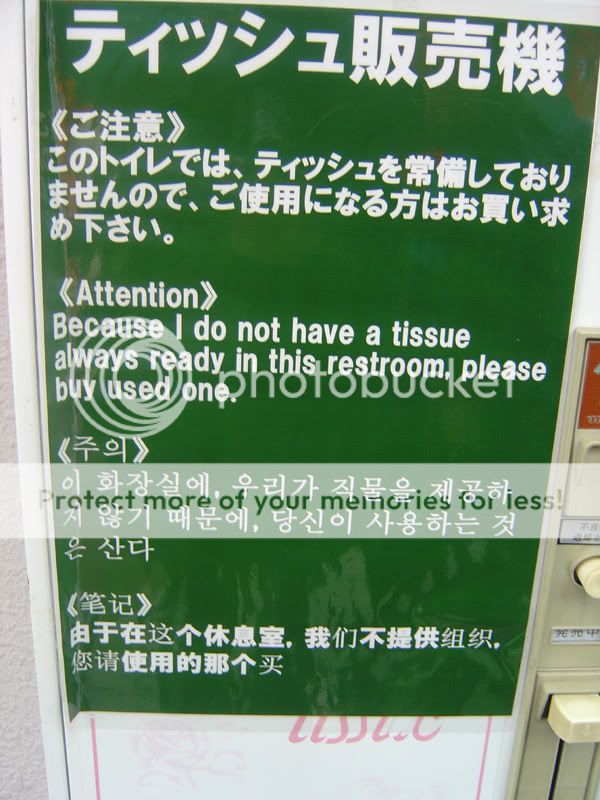 ティッシュ販売機
《ご注意》
このトイレでは、ティッシュを常備しており
ませんので、ご使用になる方はお買い求
め下さい。
《Attention》
Because I do not have a tissue
always ready in this restroom, please
buy used one.
photobucket
《주의》
이 화장실에, 우리가 직물을 제공하
Protect more of your memories for less!
지 않기 때문에, 당신이 사용하는 것
은 산다
《笔记》
由于在这个休息室，我们不提供组织，
您请使用的那个买
tissue
100